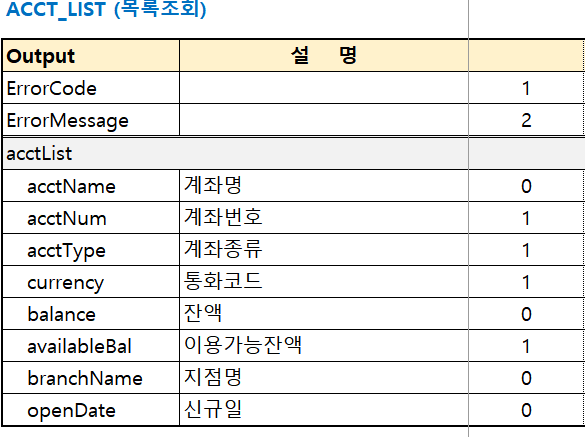 ACCT_LIST (목록조회)
Output 설 명
ErrorCode 1
ErrorMessage 2
acctList
acctName 계좌명 0
acctNum 계좌번호 1
acctType 계좌종류 1
currency 통화코드 1
balance 잔액 0
availableBal 이용가능잔액 1
branchName 지점명 0
openDate 신규일 0